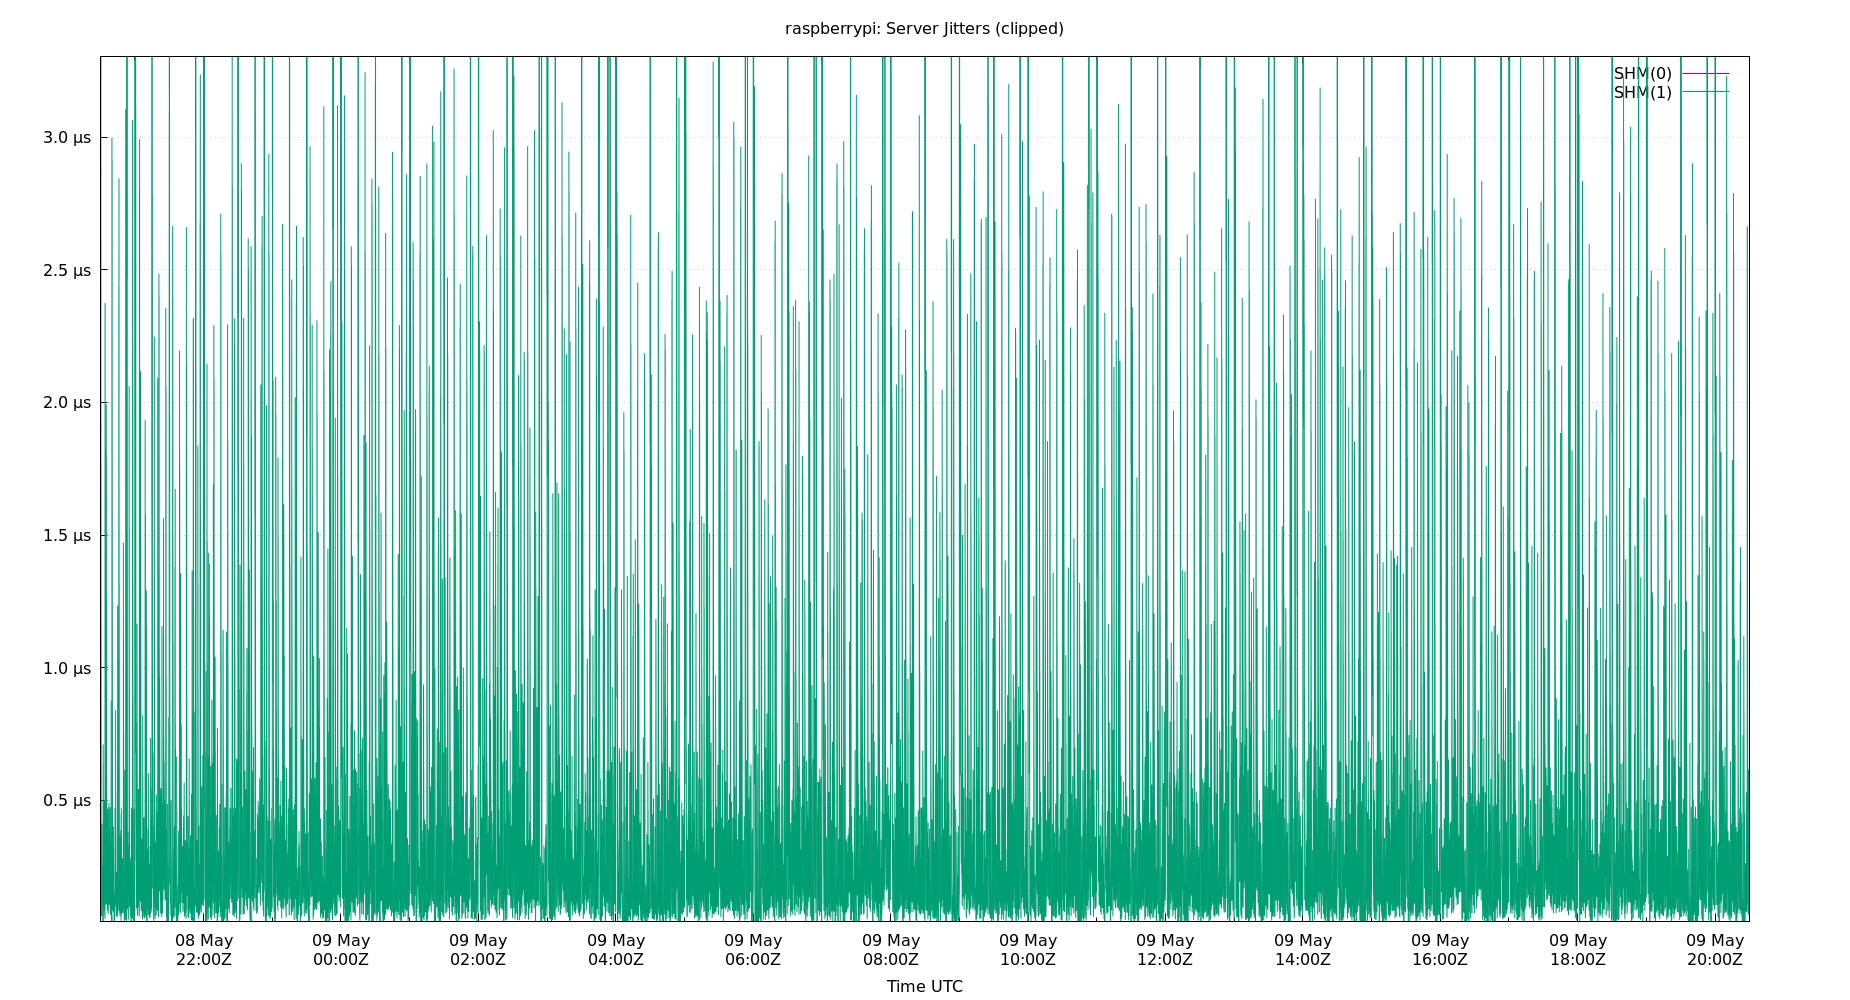 raspberrypi: Server Jitters (clipped)
SHM(0)
SHM(1)
3.0 µs
2.5 µs
2.0 µs
1.5 µs
1.0 µs
0.5 µs
08 May 09 May 09 May 09 May 09 May 09 May 09 May 09 May 09 May 09 May 09 May 09 May
22:00Z 00:00Z 02:00Z 04:00Z 06:00Z 08:00Z 10:00Z 12:00Z 14:00Z 16:00Z 18:00Z 20:00Z
Time UTC